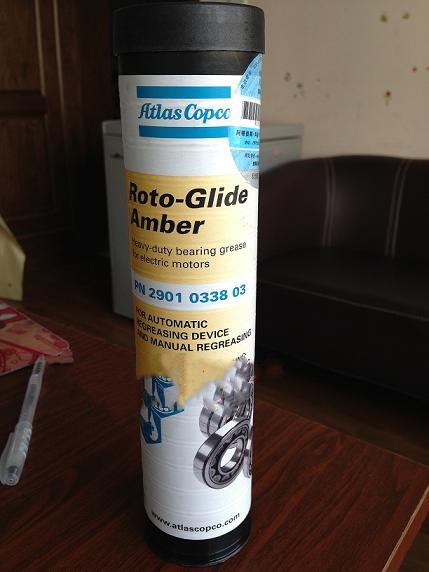 Atlas Copco
Roto-Glide
Amber
Heavy-duty bearing grease
for electric motors
PN 2901 0338 03
FOR AUTOMATIC
REGREASING DEVICE
AND MANUAL REGREASING
www.atlascopco.com